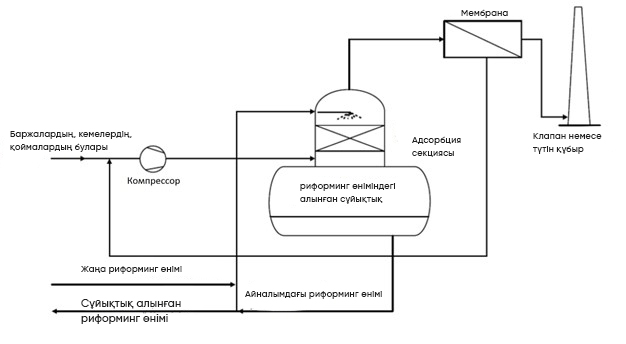 Мембрана
Баржалардың, кемелердің,
қоймалардың булары
Компрессор
Адсорбция
секциясы
Клапан немесе
түтін құбыр
риформинг өніміндегі
алынған сұйықтық
Жаңа риформинг өнімі
Айналымдағы риформинг өнімі
Сұйықтық алынған
риформинг өнімі